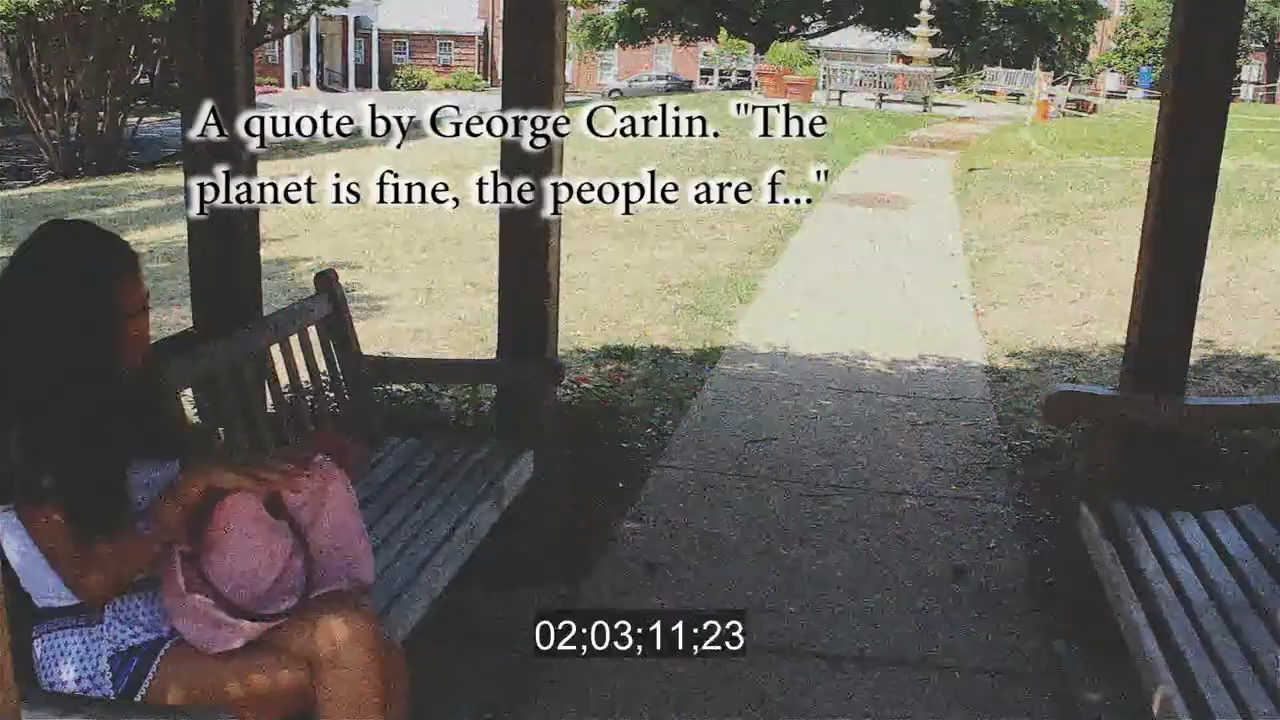 A quote by George Carlin. "The
planet is fine, the people are f..."
02;03;11;23